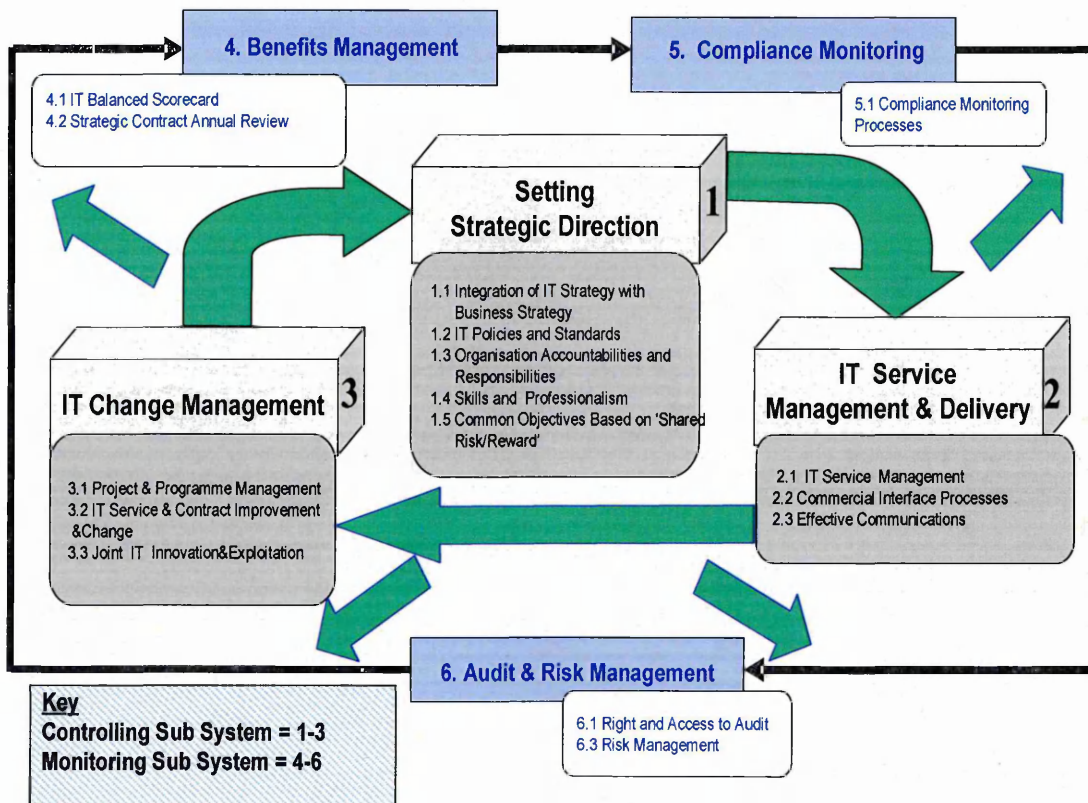 4. Benefits Management
5. Compliance Monitoring
4.1 IT Balanced Scorecard
4.2 Strategic Contract Annual Review
5.1 Compliance Monitoring
Processes
Setting
Strategic Direction
1
1.1 Integration of IT Strategy with
Business Strategy
1.2 IT Policies and Standards
1.3 Organisation Accountabilities and
Responsibilities
1.4 Skills and Professionalism
1.5 Common Objectives Based on 'Shared
Risk/Reward'
IT Change Management
3
3.1 Project & Programme Management
3.2 IT Service & Contract Improvement
&Change
3.3 Joint IT Innovation&Exploitation
IT Service
Management & Delivery
2
2.1 IT Service Management
2.2 Commercial Interface Processes
2.3 Effective Communications
6. Audit & Risk Management
6.1 Right and Access to Audit
6.3 Risk Management
Key
Controlling Sub System = 1-3
Monitoring Sub System = 4-6